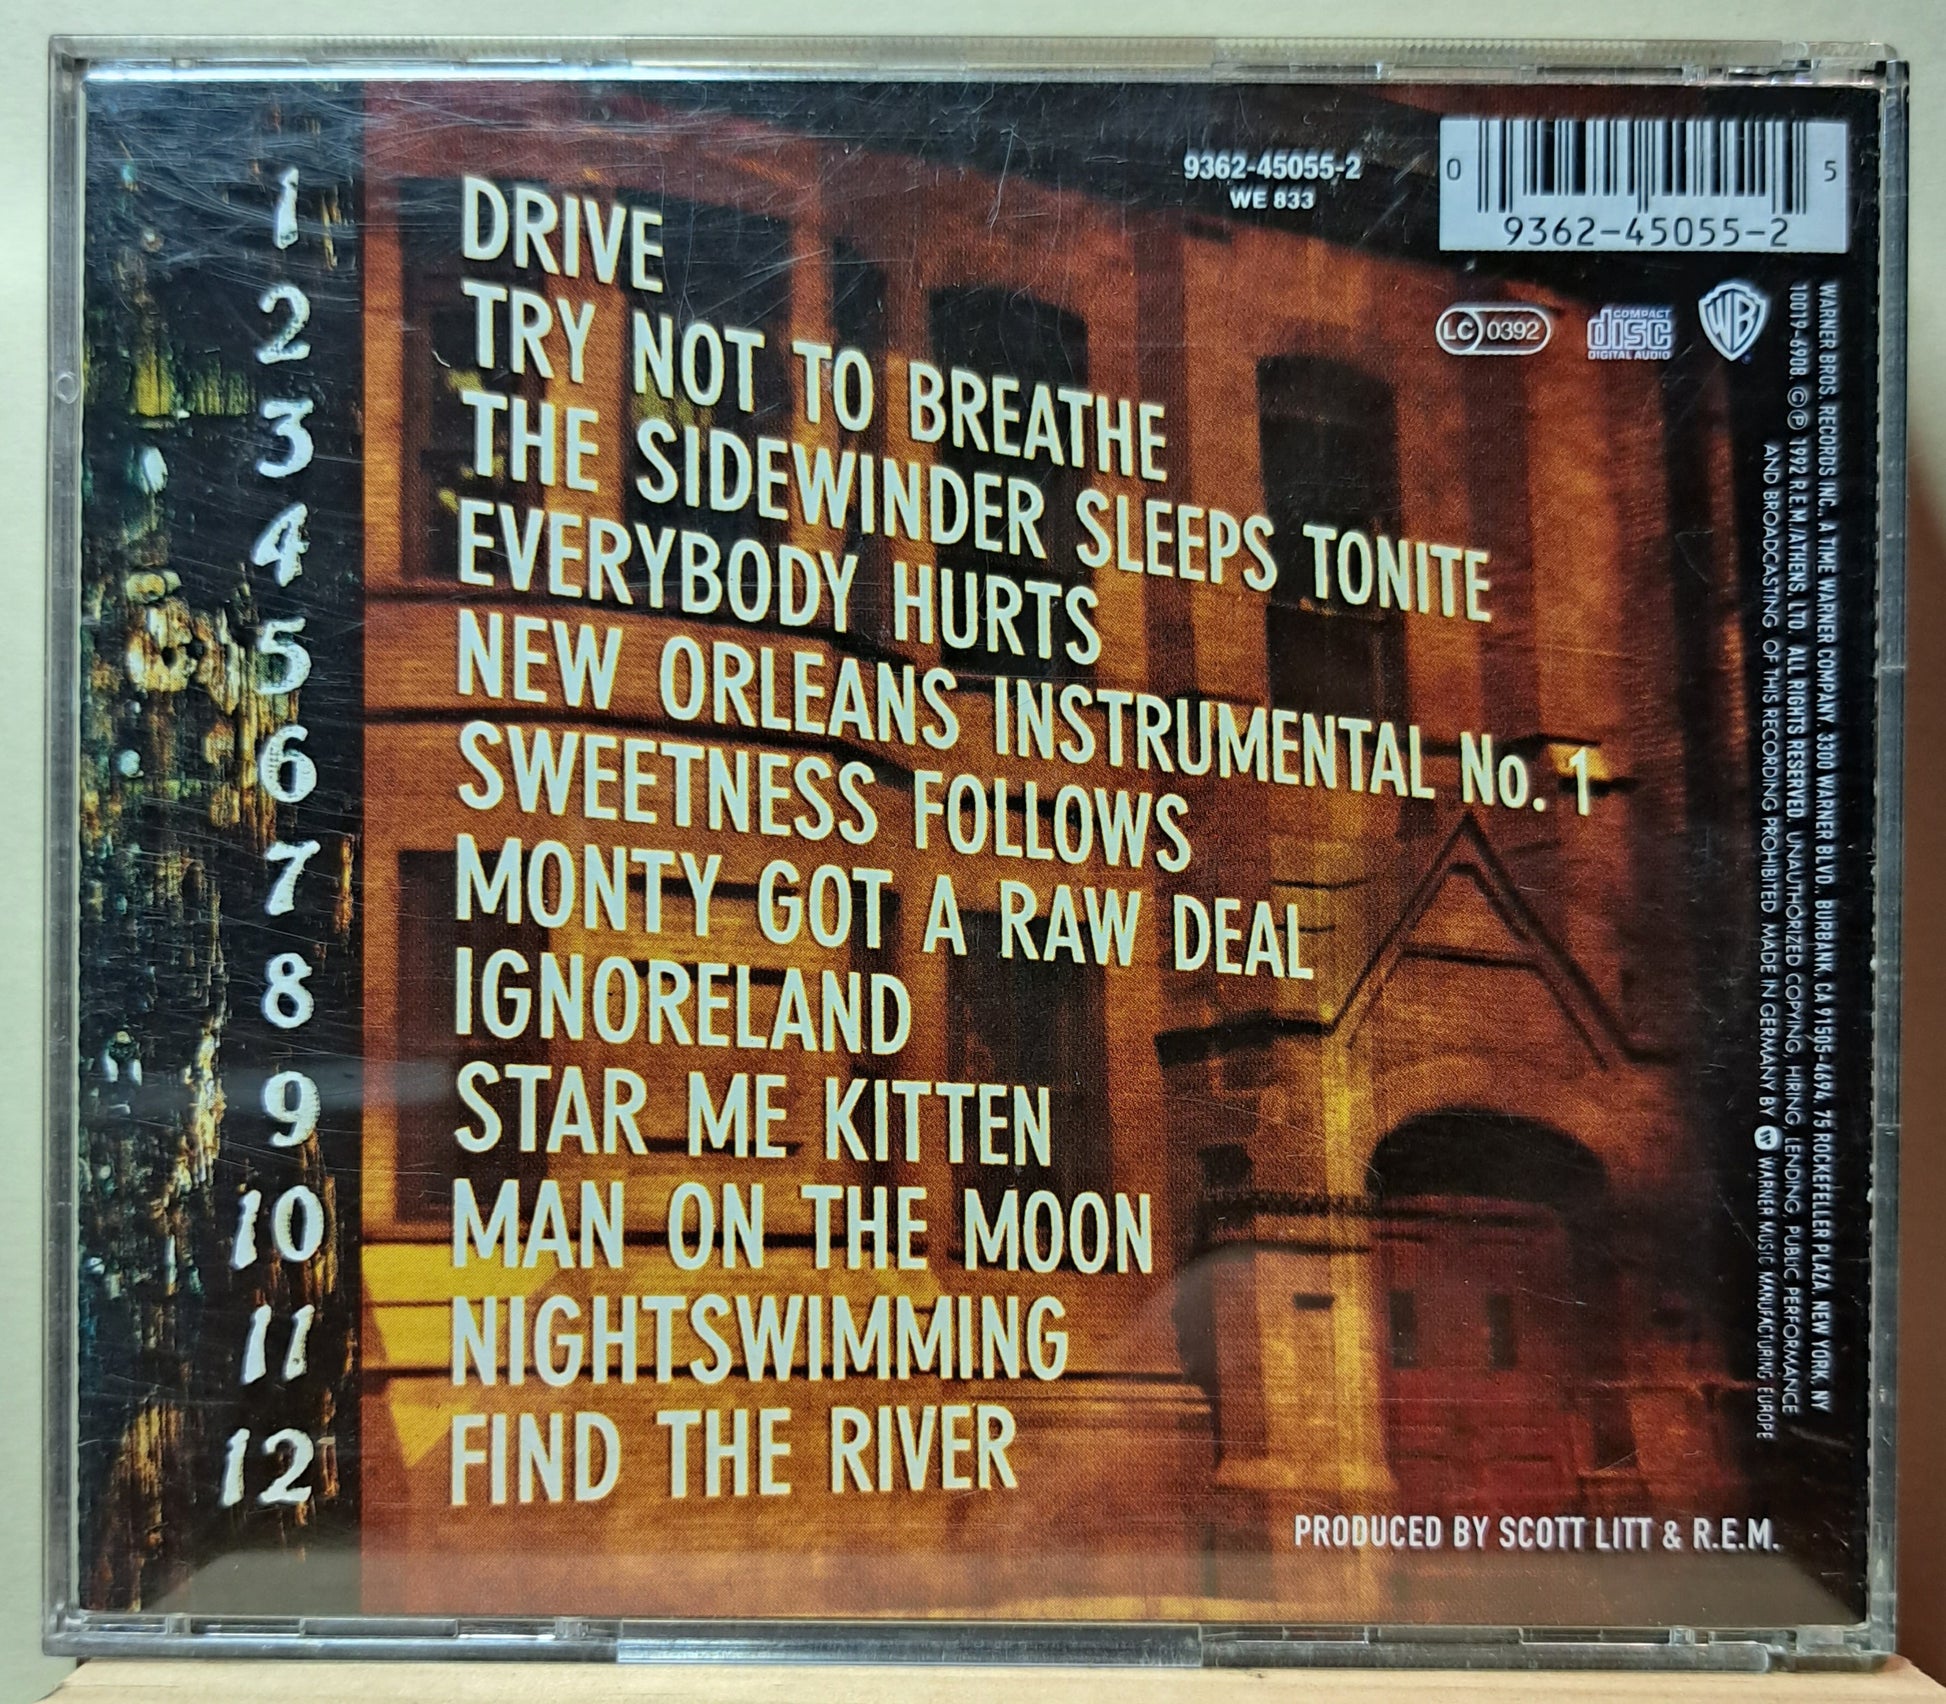 1 DRIVE
2 TRY NOT TO BREATHE
3 THE SIDEWINDER SLEEPS TONITE
4 EVERYBODY HURTS
5 NEW ORLEANS INSTRUMENTAL No. 1
6 SWEETNESS FOLLOWS
7 MONTY GOT A RAW DEAL
8 IGNORELAND
9 STAR ME KITTEN
10 MAN ON THE MOON
11 NIGHTSWIMMING
12 FIND THE RIVER
9362-45055-2
WE 833
0 5
9362-45055-2
LC 0392
COMPACT
disc
DIGITAL AUDIO
WB
WARNER BROS. RECORDS INC., A TIME WARNER COMPANY, 3300 WARNER BLVD., BURBANK, CA 91505-4694, 75 ROCKEFELLER PLAZA, NEW YORK, NY
10019-6908. ©℗ 1992 R.E.M./ATHENS, LTD. ALL RIGHTS RESERVED. UNAUTHORIZED COPYING, HIRING, LENDING, PUBLIC PERFORMANCE
AND BROADCASTING OF THIS RECORDING PROHIBITED. MADE IN GERMANY BY WARNER MUSIC MANUFACTURING EUROPE
PRODUCED BY SCOTT LITT & R.E.M.